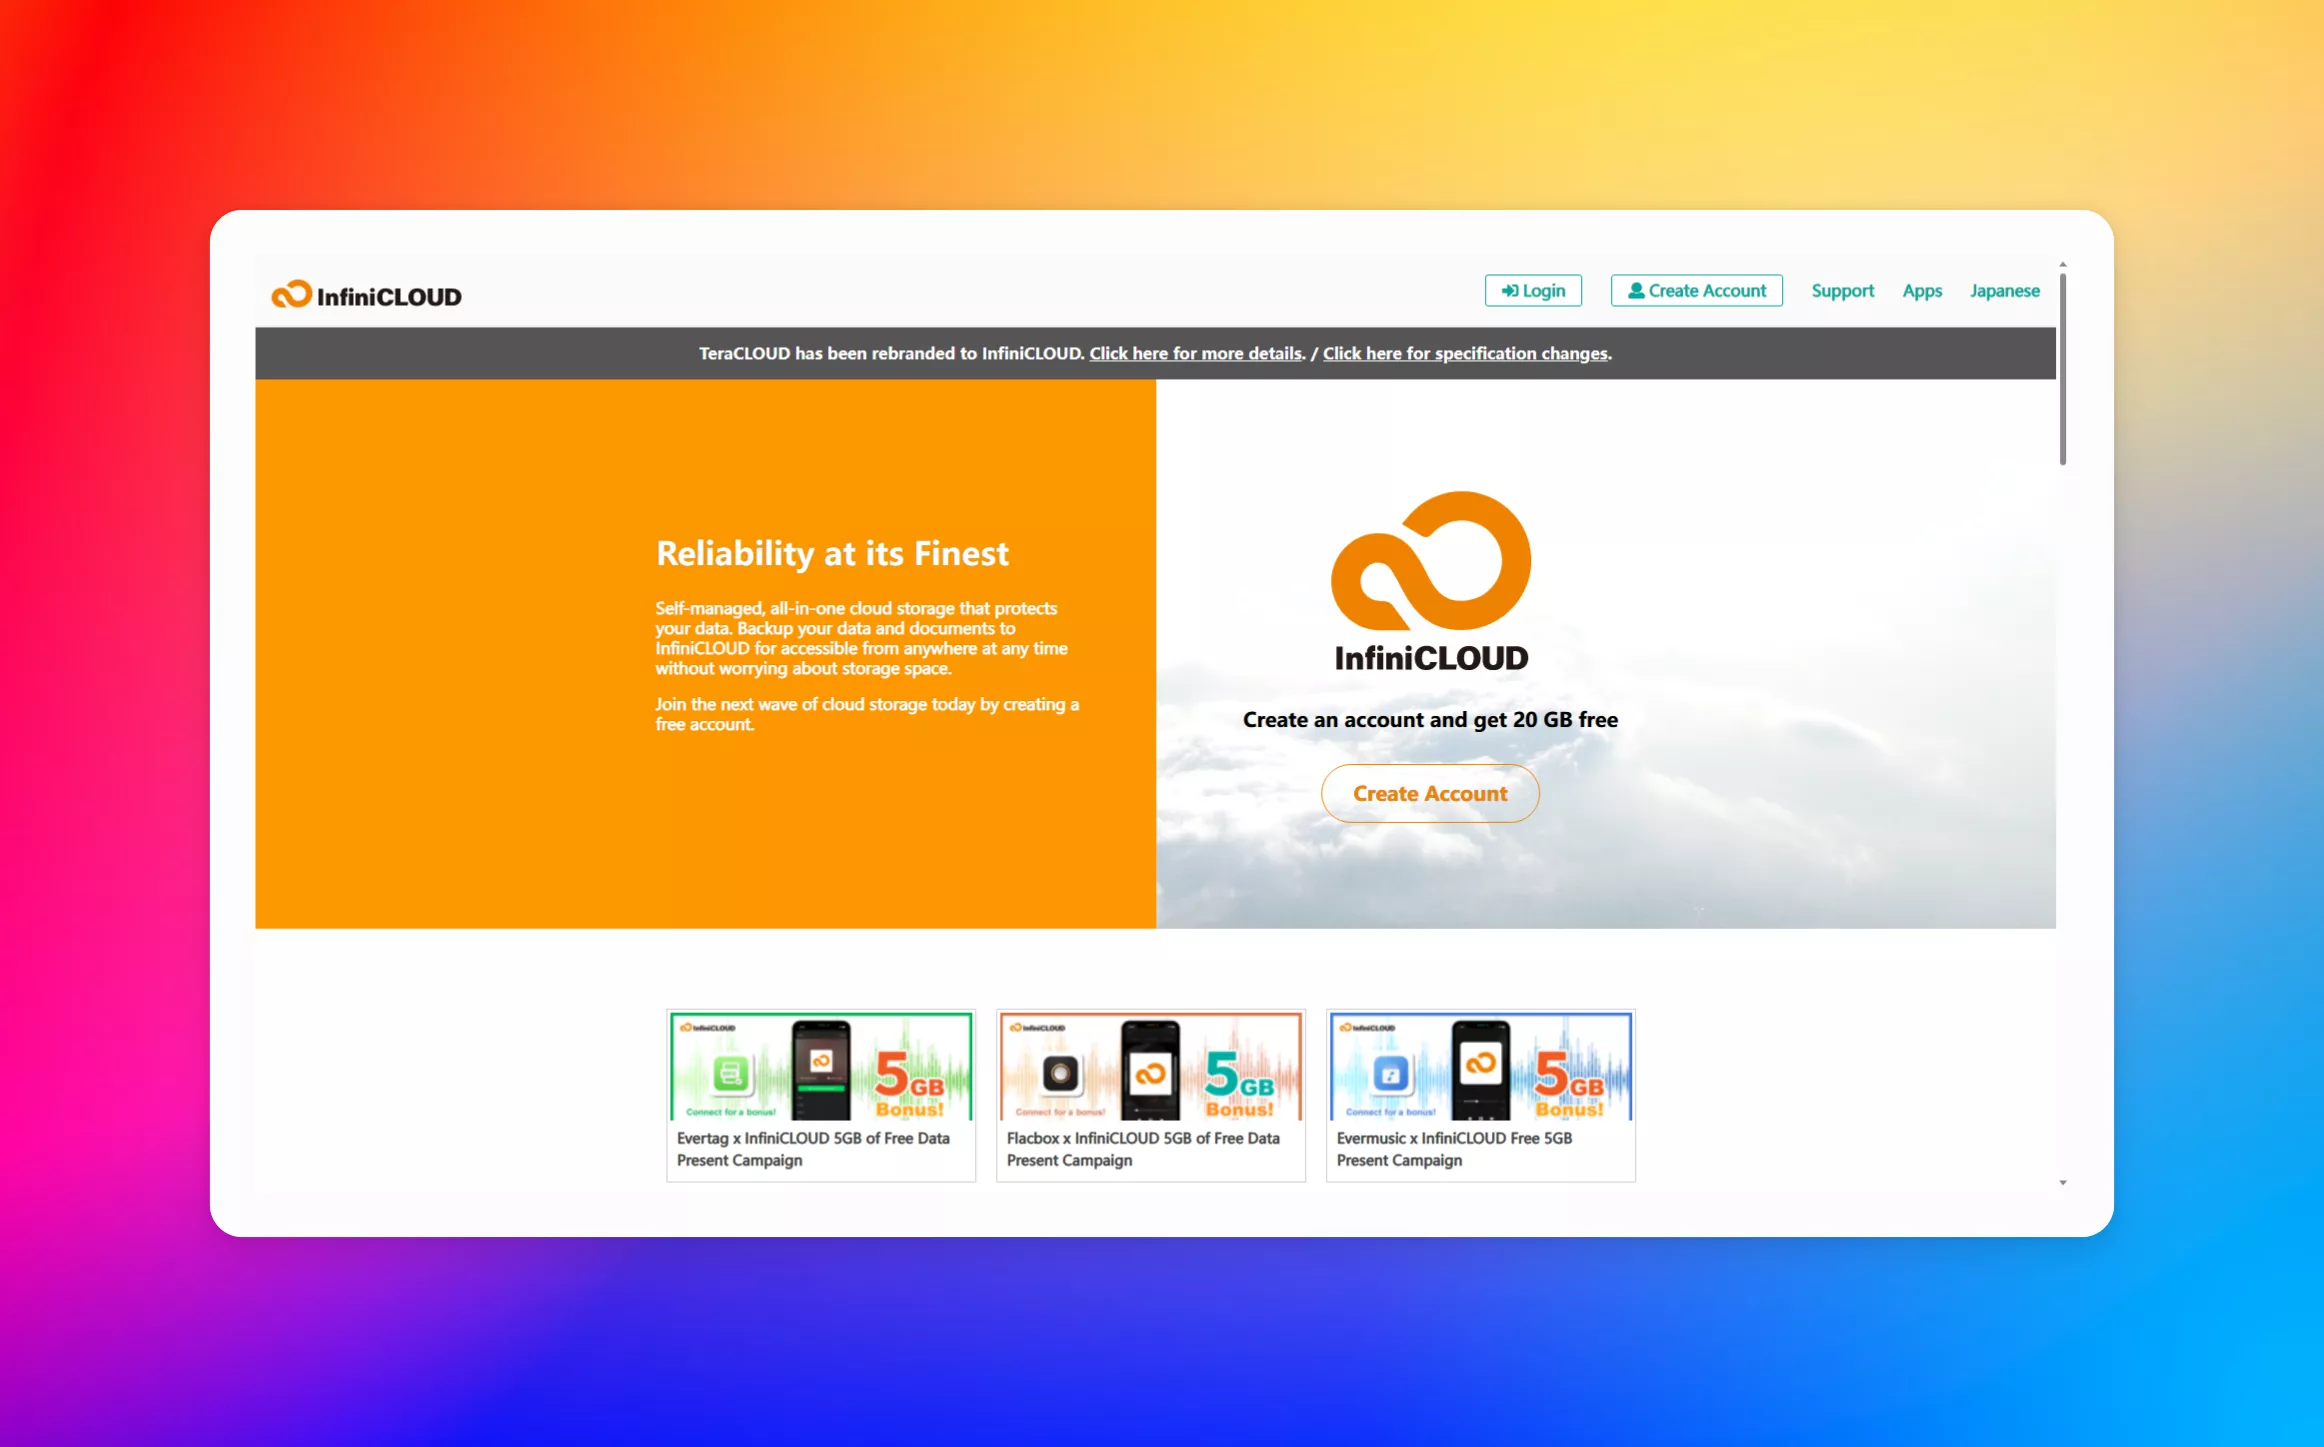 InfiniCLOUD
Login
Create Account
Support
Apps
Japanese
TeraCLOUD has been rebranded to InfiniCLOUD. Click here for more details. / Click here for specification changes.
Reliability at its Finest
Self-managed, all-in-one cloud storage that protects
your data. Backup your data and documents to
InfiniCLOUD for accessible from anywhere at any time
without worrying about storage space.
Join the next wave of cloud storage today by creating a
free account.
InfiniCLOUD
Create an account and get 20 GB free
Create Account
InfiniCLOUD
5GB
Bonus!
Connect for a bonus!
Evertag x InfiniCLOUD 5GB of Free Data
Present Campaign
InfiniCLOUD
5GB
Bonus!
Connect for a bonus!
Flacbox x InfiniCLOUD 5GB of Free Data
Present Campaign
InfiniCLOUD
5GB
Bonus!
Connect for a bonus!
Evermusic x InfiniCLOUD Free 5GB
Present Campaign